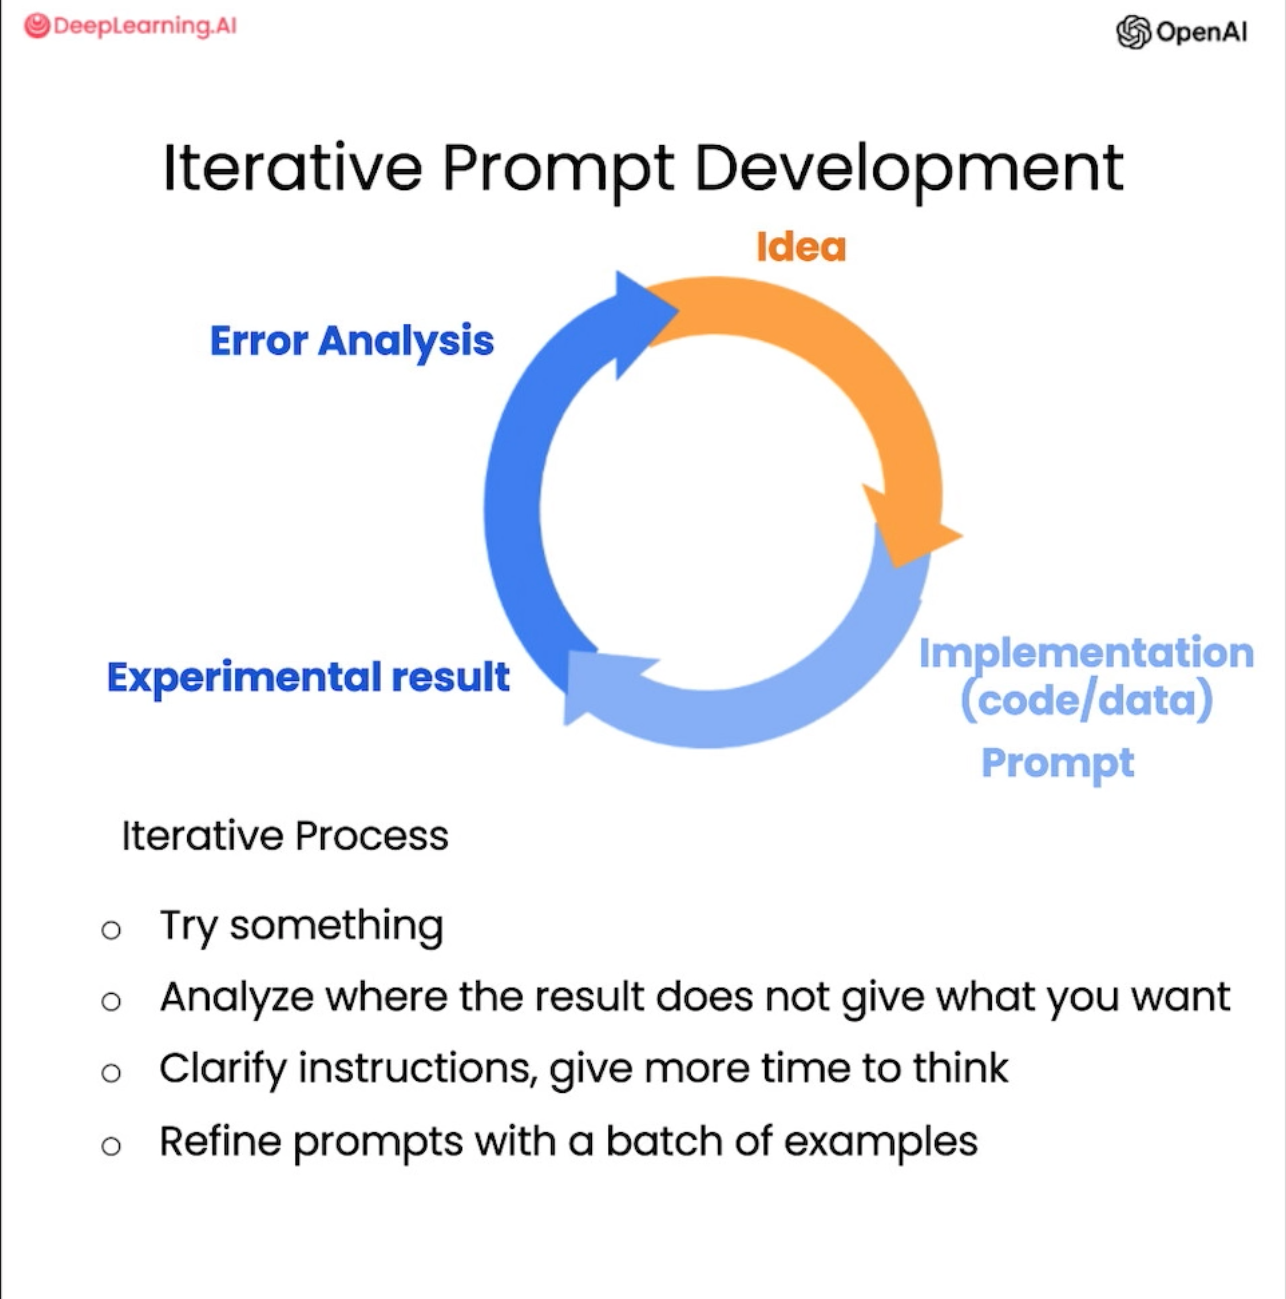 DeepLearning.AI
OpenAI
Iterative Prompt Development
Idea
Error Analysis
Implementation
(code/data)
Experimental result
Prompt
Iterative Process
Try something
Analyze where the result does not give what you want
Clarify instructions, give more time to think
Refine prompts with a batch of examples